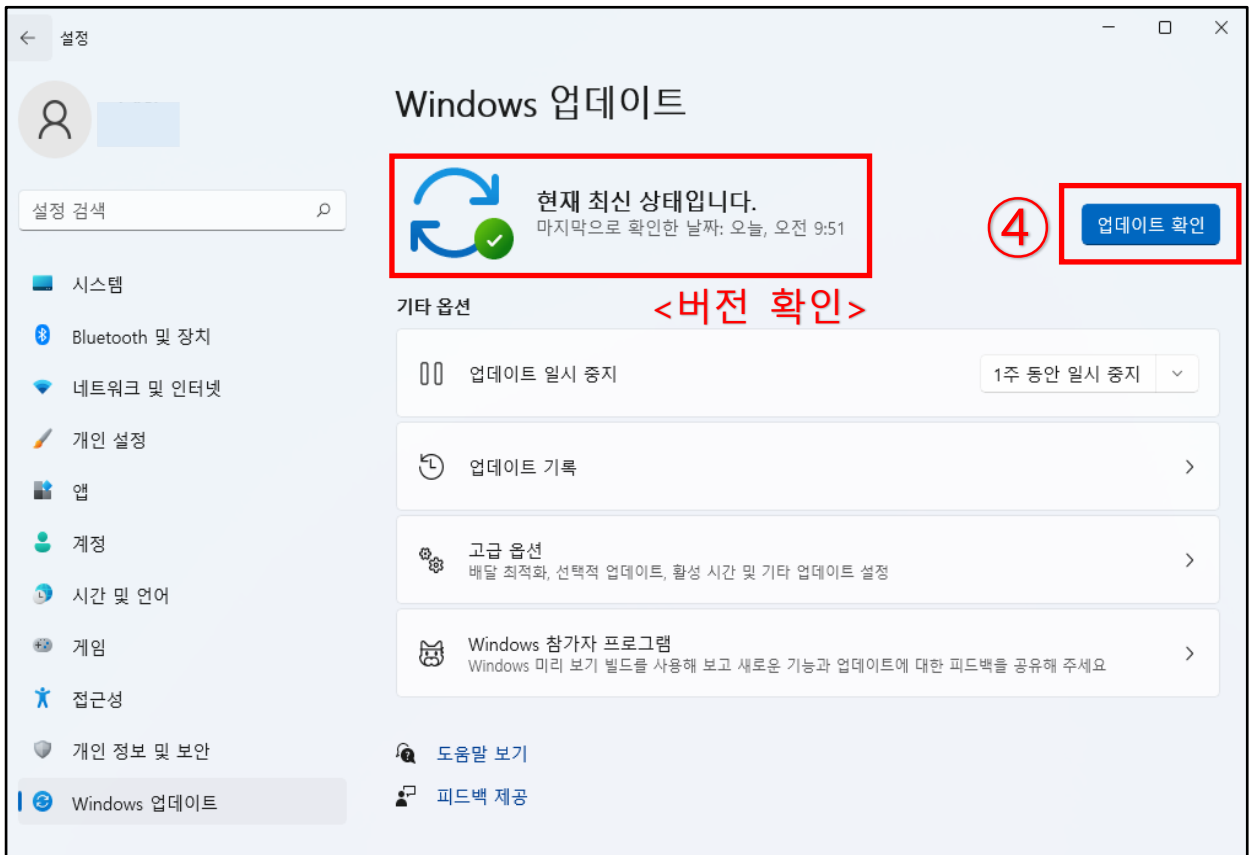 설정
Windows 업데이트
현재 최신 상태입니다.
마지막으로 확인한 날짜: 오늘, 오전 9:51
④
업데이트 확인
<버전 확인>
설정 검색
시스템
Bluetooth 및 장치
네트워크 및 인터넷
개인 설정
앱
계정
시간 및 언어
게임
접근성
개인 정보 및 보안
Windows 업데이트
기타 옵션
업데이트 일시 중지
1주 동안 일시 중지
업데이트 기록
고급 옵션
배달 최적화, 선택적 업데이트, 활성 시간 및 기타 업데이트 설정
Windows 참가자 프로그램
Windows 미리 보기 빌드를 사용해 보고 새로운 기능과 업데이트에 대한 피드백을 공유해 주세요
도움말 보기
피드백 제공